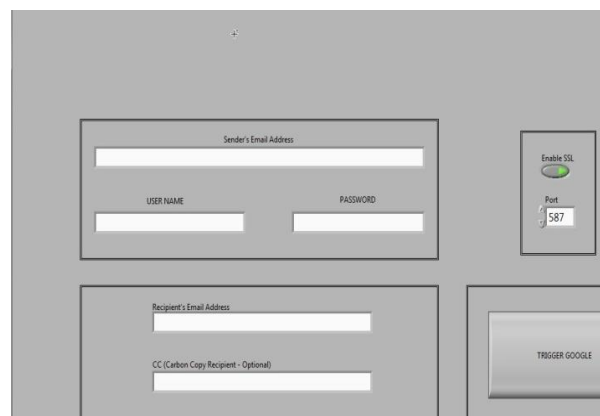 Sender's Email Address
USER NAME
PASSWORD
Enable SSL
Port
587
Recipient's Email Address
CC (Carbon Copy Recipient - Optional)
TRIGGER GOOGLE